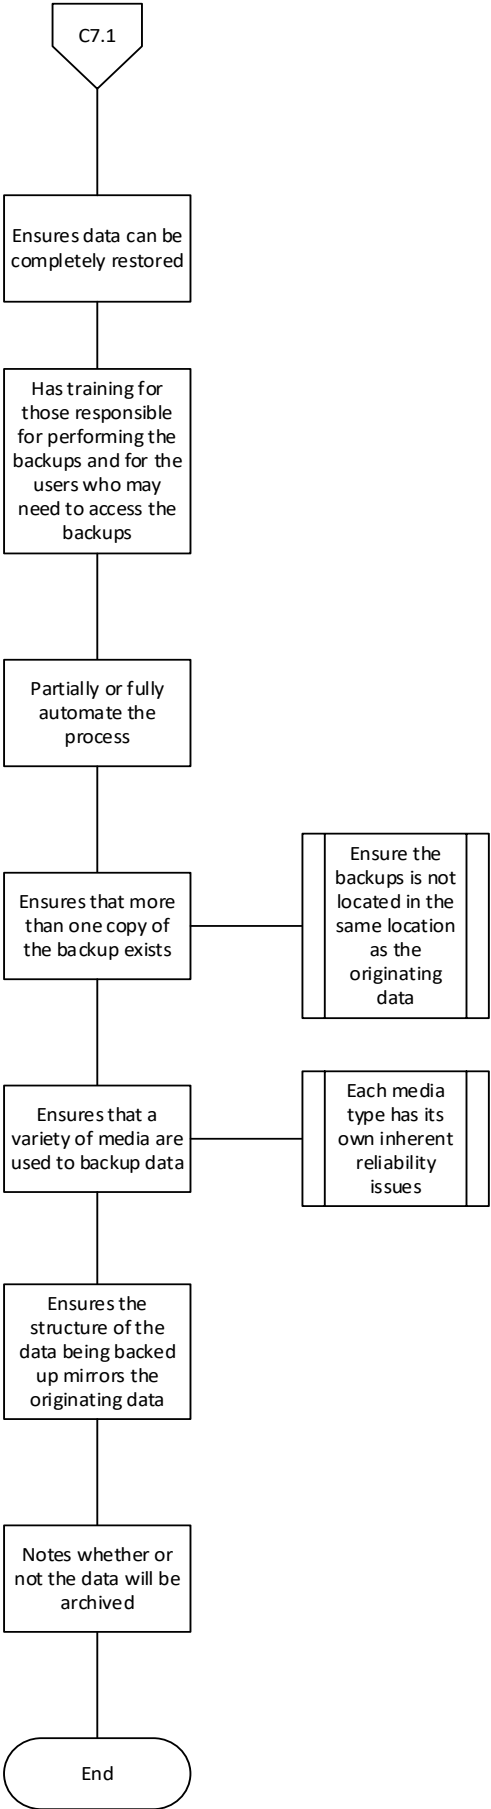 C7.1
Ensures data can be
completely restored
Has training for
those responsible
for performing the
backups and for the
users who may
need to access the
backups
Partially or fully
automate the
process
Ensures that more
than one copy of
the backup exists
Ensure the
backups is not
located in the
same location
as the
originating
data
Ensures that a
variety of media are
used to backup data
Each media
type has its
own inherent
reliability
issues
Ensures the
structure of the
data being backed
up mirrors the
originating data
Notes whether or
not the data will be
archived
End